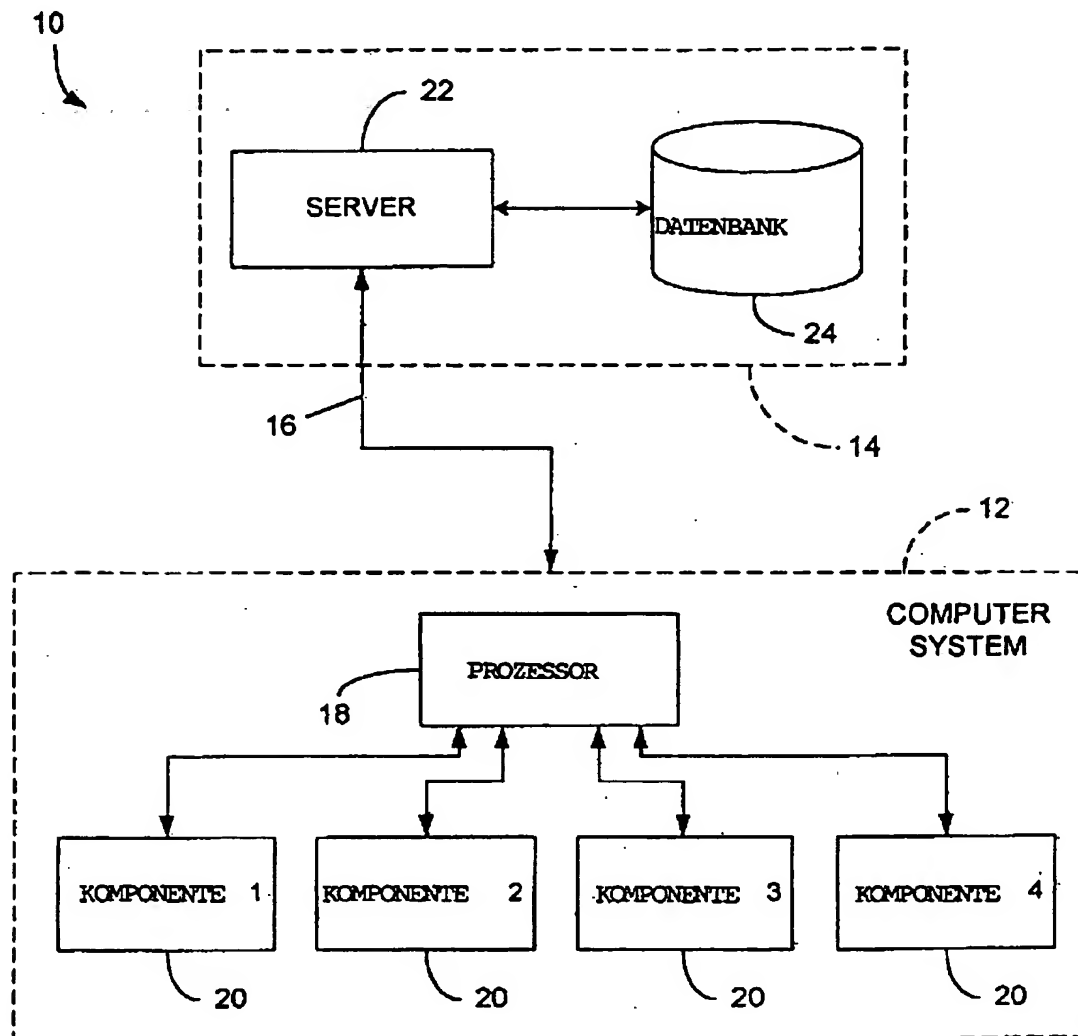 10
22
SERVER
DATENBANK
24
16
14
12
COMPUTER
SYSTEM
PROZESSOR
18
KOMPONENTE 1
KOMPONENTE 2
KOMPONENTE 3
KOMPONENTE 4
20
20
20
20